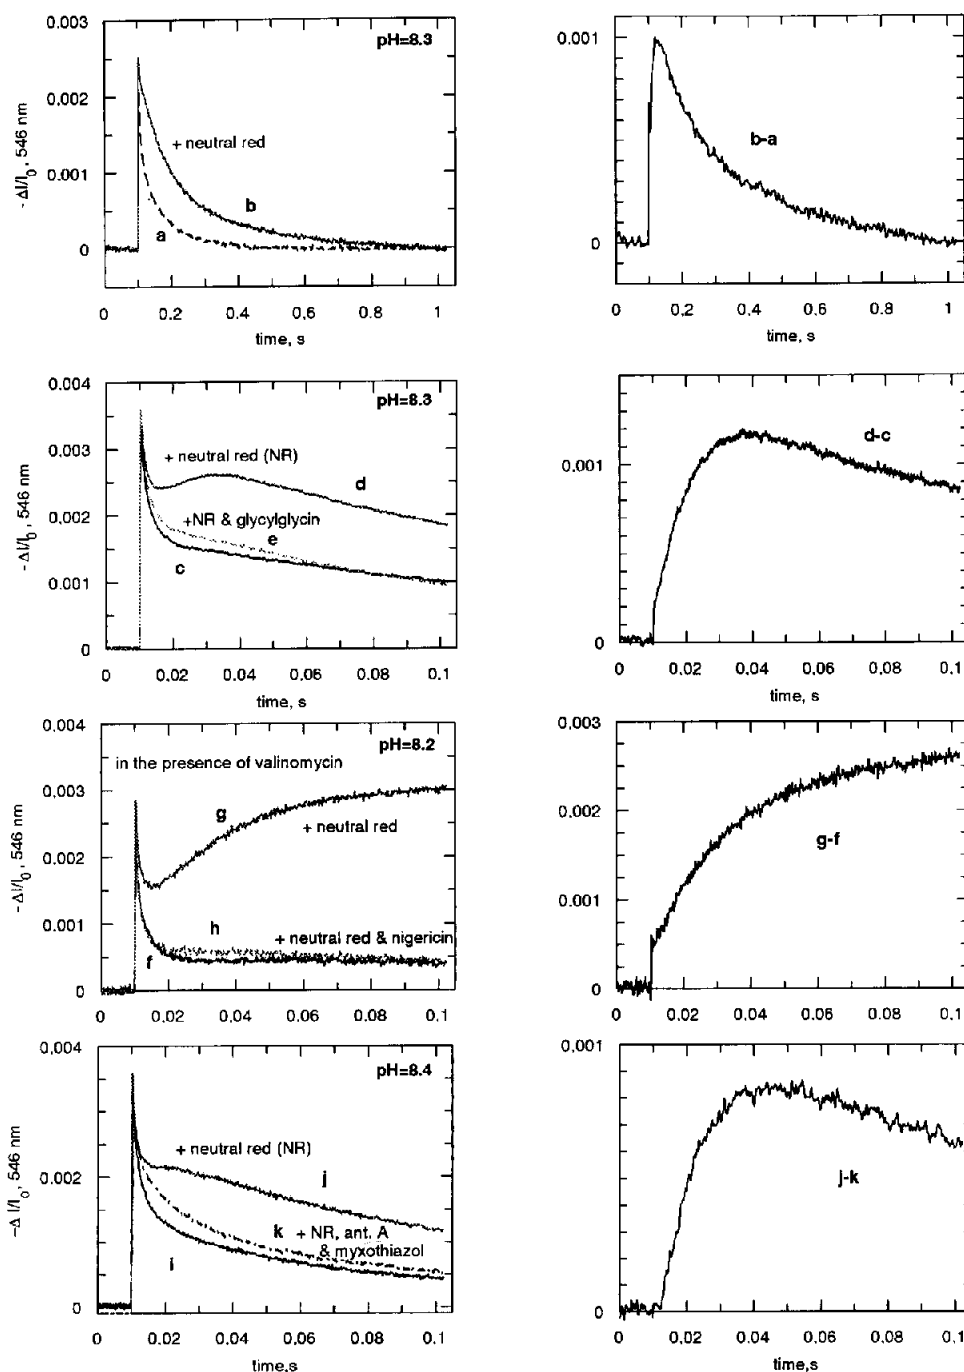 0.003
0.002
0.001
0
- ΔI/I0, 546 nm
pH=8.3
+ neutral red
b
a
0 0.2 0.4 0.6 0.8 1
time, s
0.001
0
b-a
0 0.2 0.4 0.6 0.8 1
time, s
0.004
0.003
0.002
0.001
0
- ΔI/I0, 546 nm
pH=8.3
+ neutral red (NR)
d
+NR & glycylglycin
e
c
0 0.02 0.04 0.06 0.08 0.1
time, s
0.001
0
d-c
0 0.02 0.04 0.06 0.08 0.1
time, s
0.004
0.003
0.002
0.001
0
- ΔI/I0, 546 nm
pH=8.2
in the presence of valinomycin
g
+ neutral red
h
+ neutral red & nigericin
f
0 0.02 0.04 0.06 0.08 0.1
0.003
0.002
0.001
0
g-f
0 0.02 0.04 0.06 0.08 0.1
0.004
0.003
0.002
0.001
0
-Δ I/I0, 546 nm
pH=8.4
+ neutral red (NR)
j
k + NR, ant. A
& myxothiazol
i
0 0.02 0.04 0.06 0.08 0.1
time,s
0.001
0
j-k
0 0.02 0.04 0.06 0.08 0.1
time,s